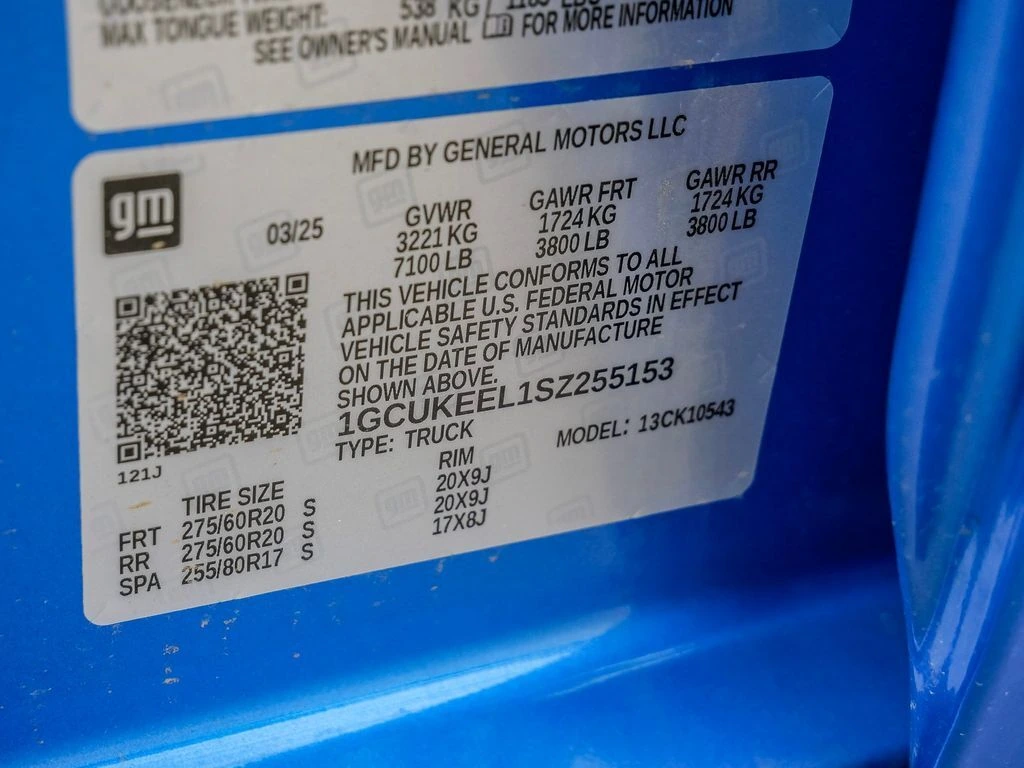 MAX TONGUE WEIGHT: 538 KG / 1185 LBS
SEE OWNER'S MANUAL FOR MORE INFORMATION
MFD BY GENERAL MOTORS LLC
gm
03/25
GVWR
3221 KG
7100 LB
GAWR FRT
1724 KG
3800 LB
GAWR RR
1724 KG
3800 LB
THIS VEHICLE CONFORMS TO ALL
APPLICABLE U.S. FEDERAL MOTOR
VEHICLE SAFETY STANDARDS IN EFFECT
ON THE DATE OF MANUFACTURE
SHOWN ABOVE.
1GCUKEEL1SZ255153
TYPE: TRUCK
MODEL: 13CK10543
121J
TIRE SIZE RIM
FRT 275/60R20 S 20X9J
RR 275/60R20 S 20X9J
SPA 255/80R17 S 17X8J